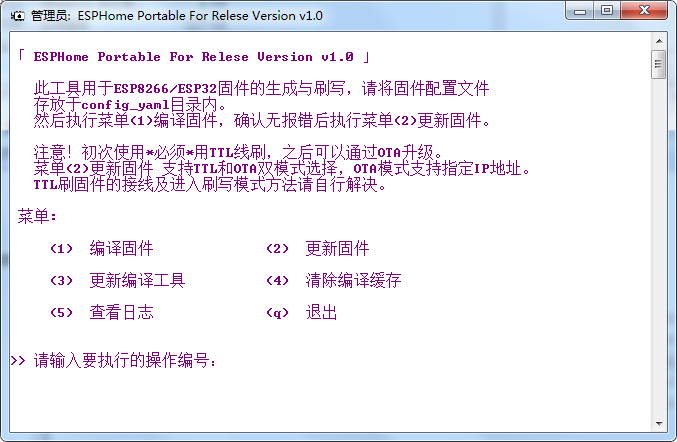 管理员: ESPHome Portable For Relese Version v1.0
「 ESPHome Portable For Relese Version v1.0 」
此工具用于ESP8266/ESP32固件的生成与刷写，请将固件配置文件
存放于config_yaml目录内。
然后执行菜单(1)编译固件，确认无报错后执行菜单(2)更新固件。
注意！初次使用*必须*用TTL线刷，之后可以通过OTA升级。
菜单(2)更新固件 支持TTL和OTA双模式选择，OTA模式支持指定IP地址。
TTL刷固件的接线及进入刷写模式方法请自行解决。
菜单：
(1) 编译固件 (2) 更新固件
(3) 更新编译工具 (4) 清除编译缓存
(5) 查看日志 (q) 退出
>> 请输入要执行的操作编号：